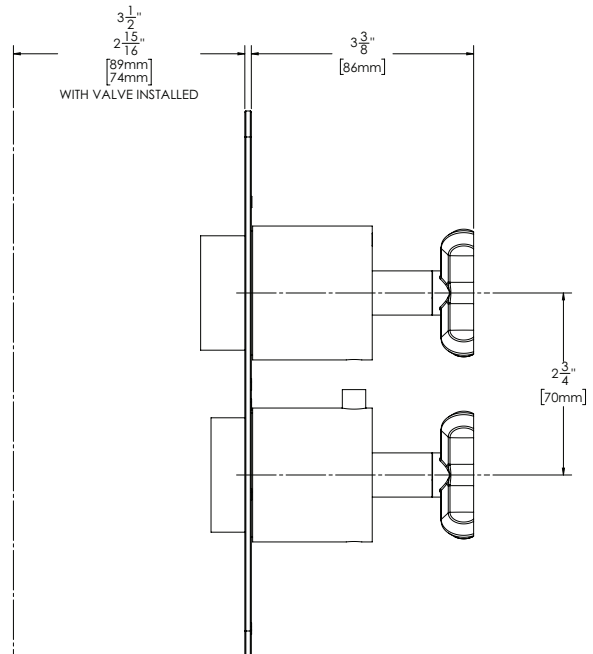 3 1/2"
2 15/16"
[89mm]
[74mm]
WITH VALVE INSTALLED
3 3/8"
[86mm]
2 3/4"
[70mm]